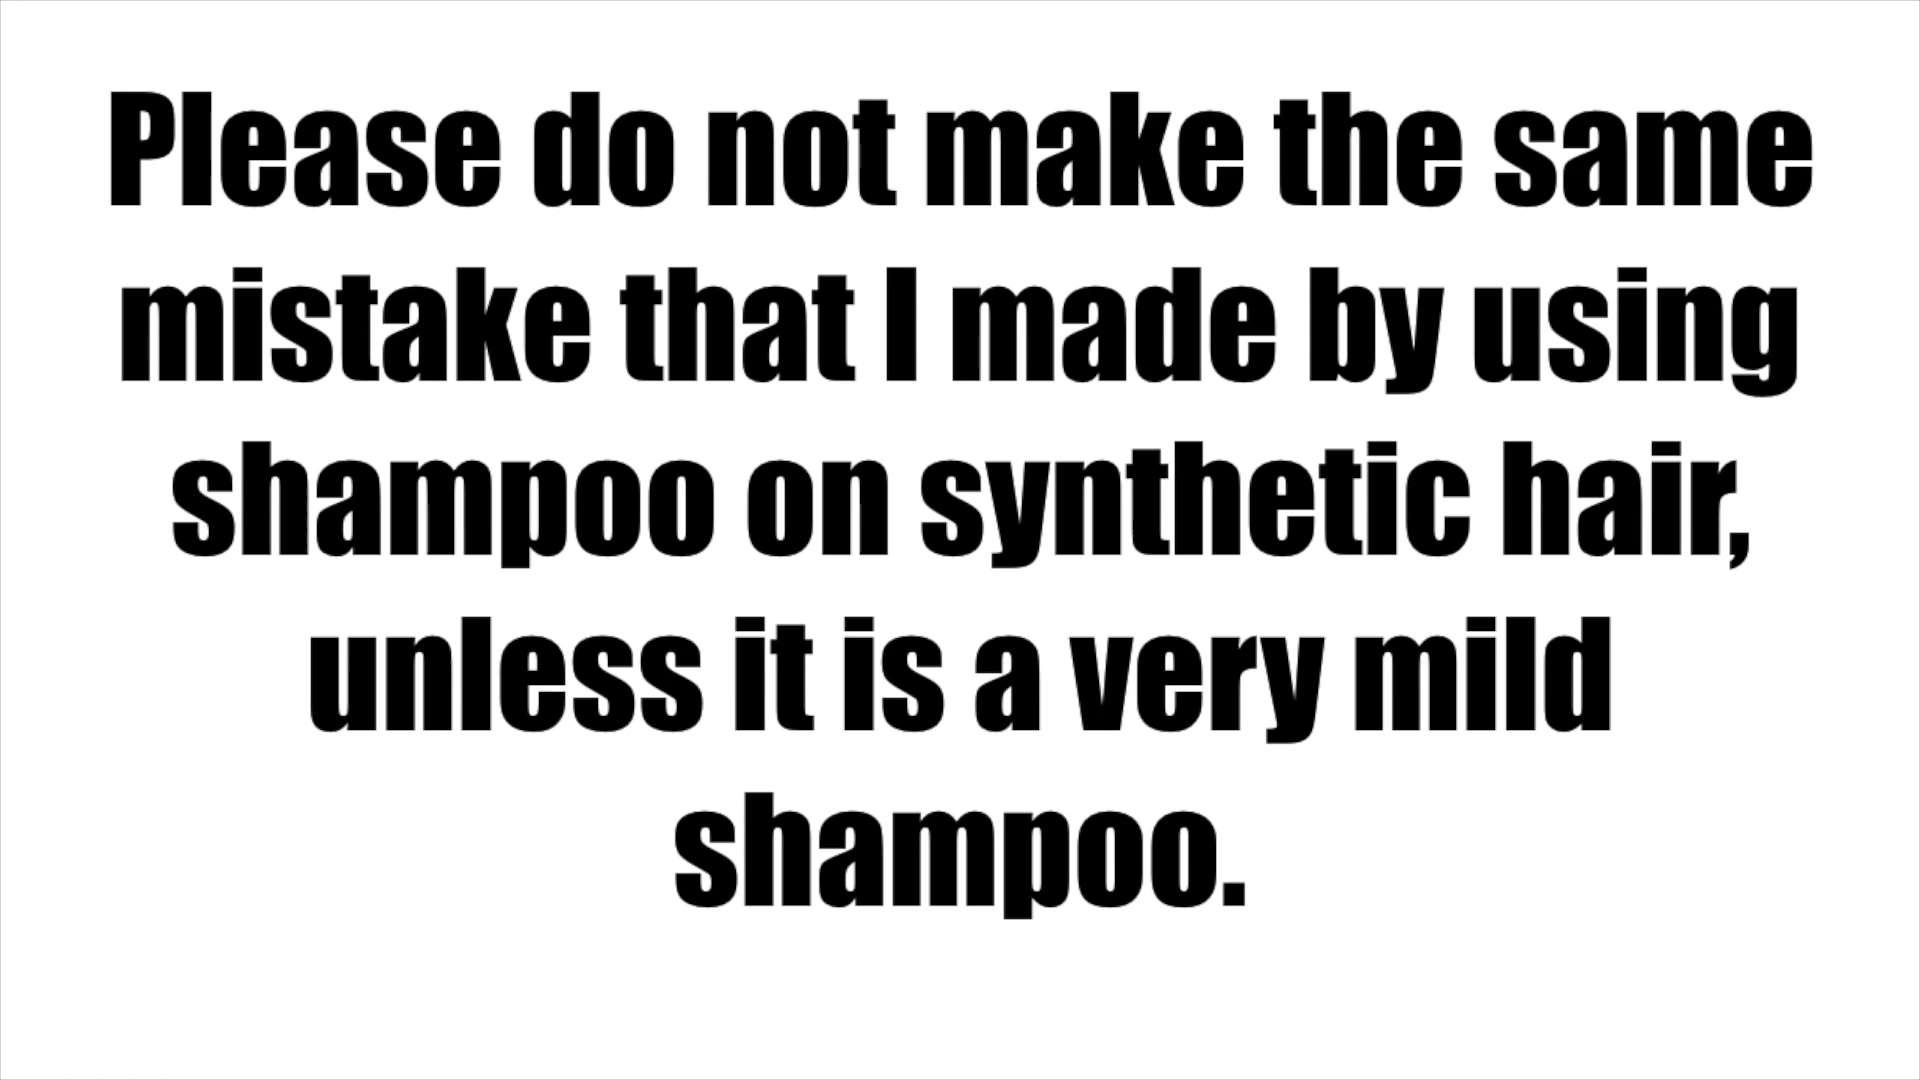 Please do not make the same
mistake that I made by using
shampoo on synthetic hair,
unless it is a very mild
shampoo.